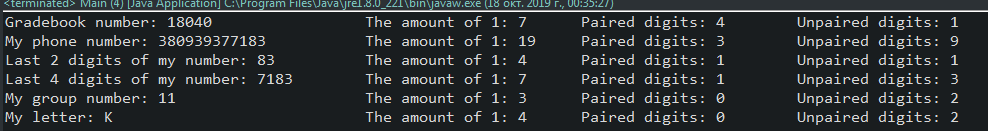 <terminated> Main (4) [Java Application] C:\Program Files\Java\jre1.8.0_221\bin\javaw.exe (18 окт. 2019 г., 00:35:27)
Gradebook number: 18040 The amount of 1: 7 Paired digits: 4 Unpaired digits: 1
My phone number: 380939377183 The amount of 1: 19 Paired digits: 3 Unpaired digits: 9
Last 2 digits of my number: 83 The amount of 1: 4 Paired digits: 1 Unpaired digits: 1
Last 4 digits of my number: 7183 The amount of 1: 7 Paired digits: 1 Unpaired digits: 3
My group number: 11 The amount of 1: 3 Paired digits: 0 Unpaired digits: 2
My letter: K The amount of 1: 4 Paired digits: 0 Unpaired digits: 2